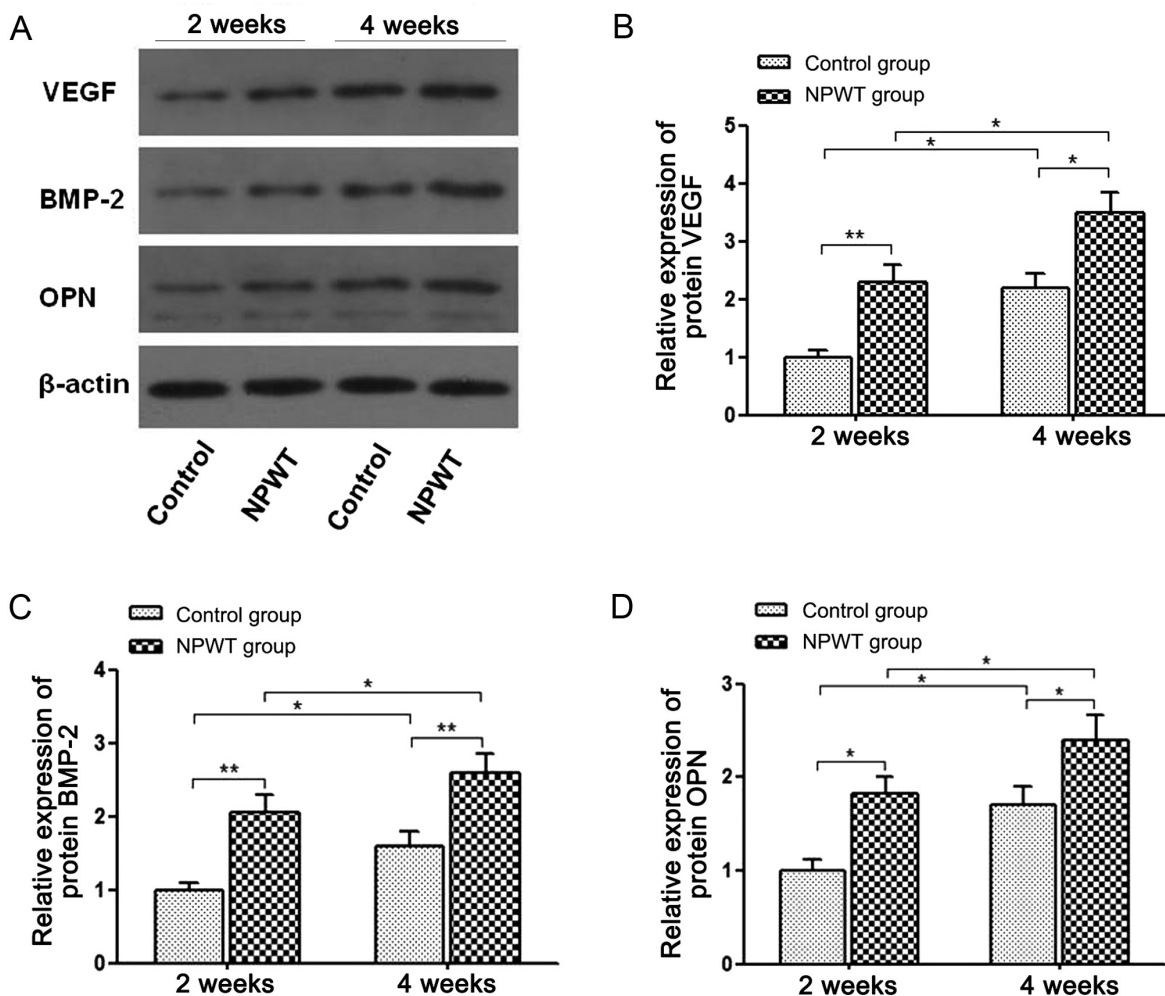 A
2 weeks 4 weeks
VEGF
BMP-2
OPN
β-actin
Control NPWT Control NPWT
B
Control group
NPWT group
Relative expression of
protein VEGF
5
4
3
2
1
0
*
*
*
**
2 weeks 4 weeks
C
Control group
NPWT group
Relative expression of
protein BMP-2
4
3
2
1
0
*
*
**
**
2 weeks 4 weeks
D
Control group
NPWT group
Relative expression of
protein OPN
3
2
1
0
*
*
*
*
2 weeks 4 weeks